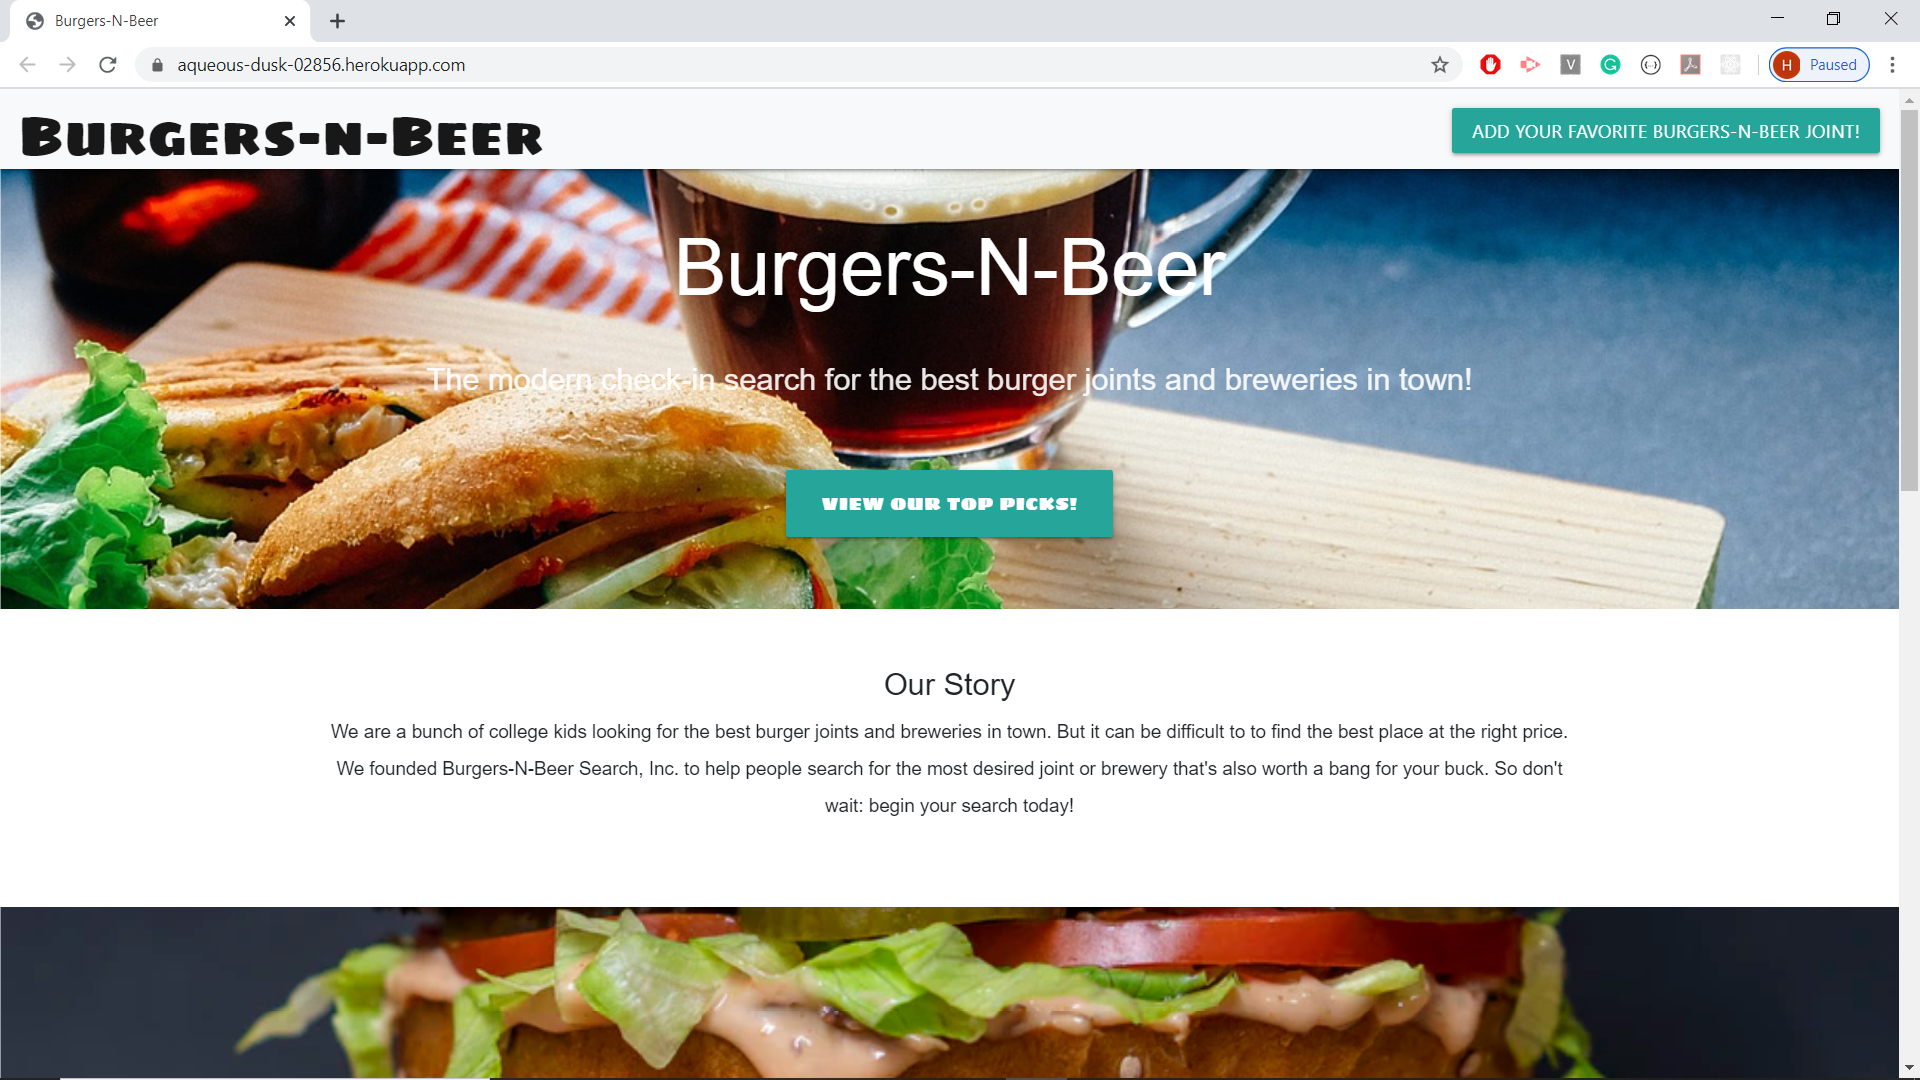 Burgers-N-Beer
aqueous-dusk-02856.herokuapp.com
V
G
H Paused
Burgers-n-Beer
ADD YOUR FAVORITE BURGERS-N-BEER JOINT!
Burgers-N-Beer
The modern check-in search for the best burger joints and breweries in town!
VIEW OUR TOP PICKS!
Our Story
We are a bunch of college kids looking for the best burger joints and breweries in town. But it can be difficult to to find the best place at the right price.
We founded Burgers-N-Beer Search, Inc. to help people search for the most desired joint or brewery that's also worth a bang for your buck. So don't
wait: begin your search today!